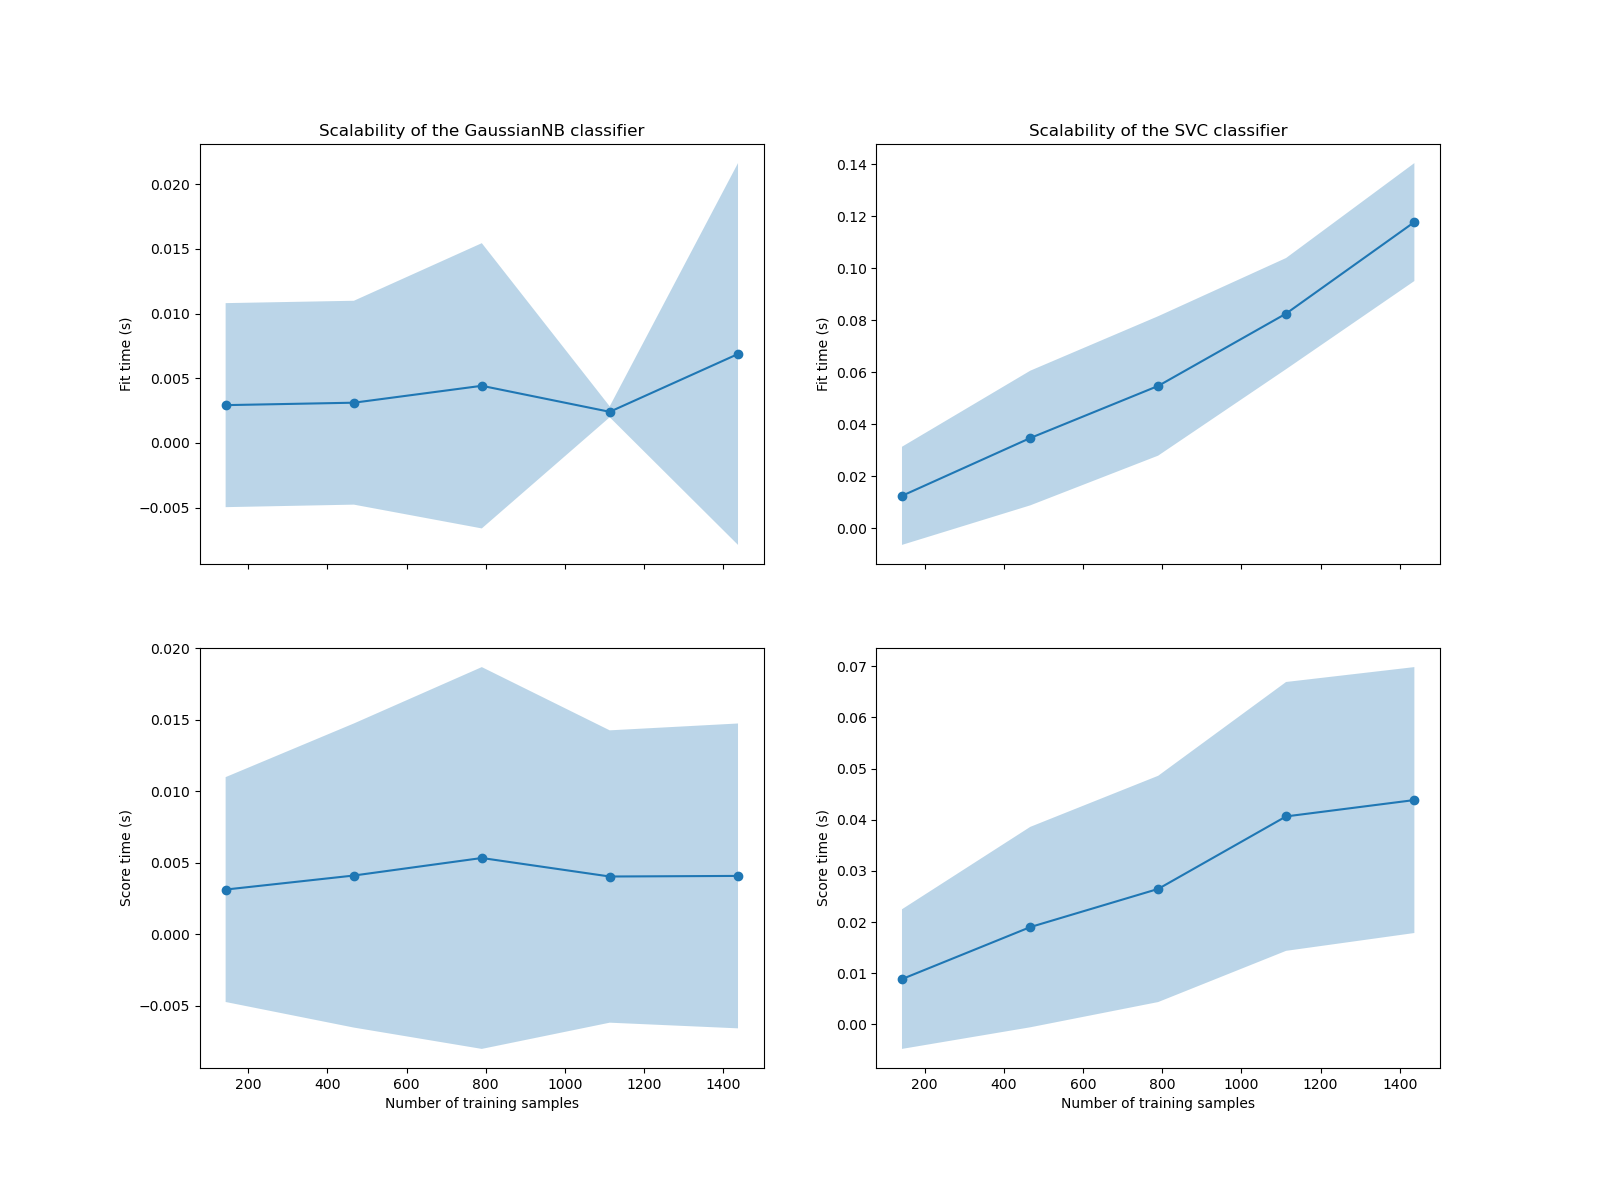 Scalability of the GaussianNB classifier
0.020
0.015
0.010
0.005
0.000
−0.005
Fit time (s)
Scalability of the SVC classifier
0.14
0.12
0.10
0.08
0.06
0.04
0.02
0.00
Fit time (s)
0.020
0.015
0.010
0.005
0.000
−0.005
Score time (s)
200 400 600 800 1000 1200 1400
Number of training samples
0.07
0.06
0.05
0.04
0.03
0.02
0.01
0.00
Score time (s)
200 400 600 800 1000 1200 1400
Number of training samples